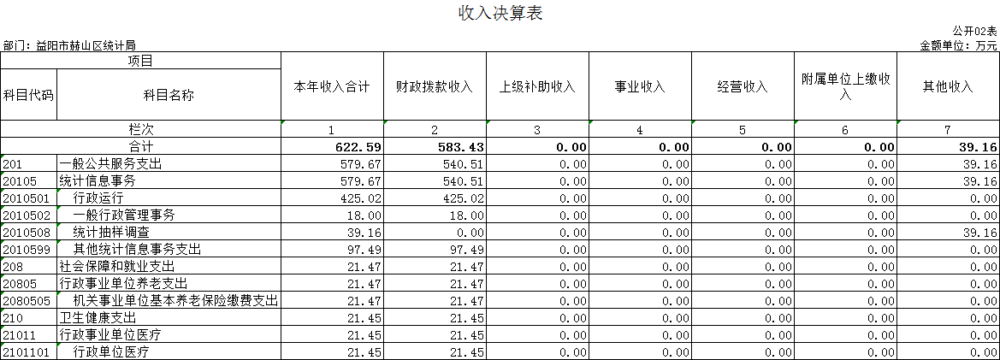 收入决算表
公开02表
部门：益阳市赫山区统计局 金额单位：万元
项目 本年收入合计 财政拨款收入 上级补助收入 事业收入 经营收入 附属单位上缴收入 其他收入
科目代码 科目名称
栏次 1 2 3 4 5 6 7
合计 622.59 583.43 0.00 0.00 0.00 0.00 39.16
201 一般公共服务支出 579.67 540.51 0.00 0.00 0.00 0.00 39.16
20105 统计信息事务 579.67 540.51 0.00 0.00 0.00 0.00 39.16
2010501 行政运行 425.02 425.02 0.00 0.00 0.00 0.00 0.00
2010502 一般行政管理事务 18.00 18.00 0.00 0.00 0.00 0.00 0.00
2010508 统计抽样调查 39.16 0.00 0.00 0.00 0.00 0.00 39.16
2010599 其他统计信息事务支出 97.49 97.49 0.00 0.00 0.00 0.00 0.00
208 社会保障和就业支出 21.47 21.47 0.00 0.00 0.00 0.00 0.00
20805 行政事业单位养老支出 21.47 21.47 0.00 0.00 0.00 0.00 0.00
2080505 机关事业单位基本养老保险缴费支出 21.47 21.47 0.00 0.00 0.00 0.00 0.00
210 卫生健康支出 21.45 21.45 0.00 0.00 0.00 0.00 0.00
21011 行政事业单位医疗 21.45 21.45 0.00 0.00 0.00 0.00 0.00
2101101 行政单位医疗 21.45 21.45 0.00 0.00 0.00 0.00 0.00